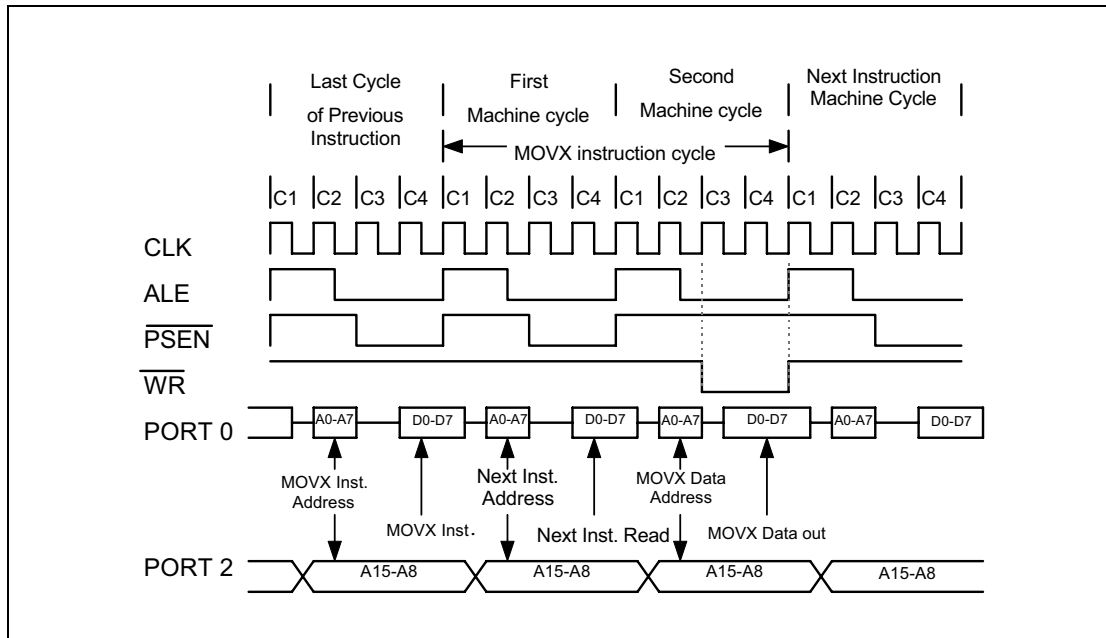 Last Cycle
of Previous
Instruction
First
Machine cycle
Second
Machine cycle
Next Instruction
Machine Cycle
MOVX instruction cycle
C1 C2 C3 C4 C1 C2 C3 C4 C1 C2 C3 C4 C1 C2 C3 C4
CLK
ALE
PSEN
WR
PORT 0
A0-A7 D0-D7 A0-A7 D0-D7 A0-A7 D0-D7 A0-A7 D0-D7
MOVX Inst.
Address
MOVX Inst.
Next Inst.
Address
Next Inst. Read
MOVX Data
Address
MOVX Data out
PORT 2
A15-A8 A15-A8 A15-A8 A15-A8